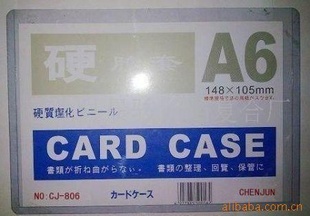 硬 A6
148×105mm
硬質塩化ビニール
CARD CASE
書類が折れ曲がらない。 書類の整理、回覧、保管に
NO:CJ-806 カードケース CHENJUN
alibaba.com.cn